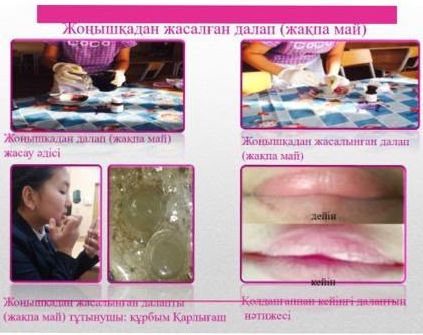 Жоңышқадан жасалған далап (жақпа май)
Жоңышқадан далап (жақпа май)
жасау әдісі
Жоңышқадан жасалынған далап
(жақпа май)
дейін
кейін
Жоңышқадан жасалынған далапты
(жақпа май) тұтынушы: құрбым Қарлығаш
Қолданғаннан кейінгі далаптың
нәтижесі